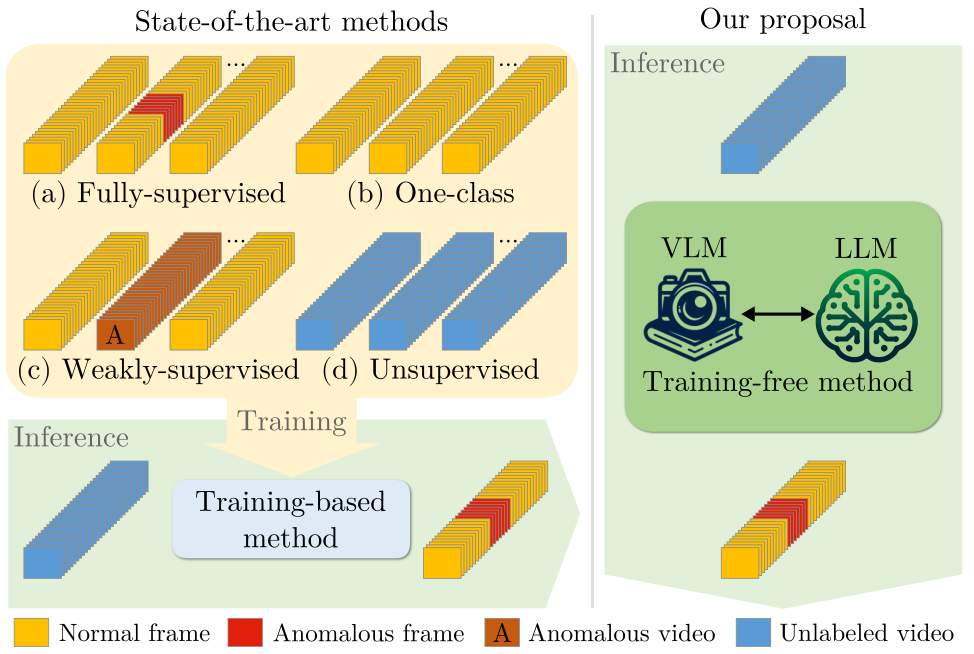 State-of-the-art methods
...
...
(a) Fully-supervised
(b) One-class
...
...
A
(c) Weakly-supervised
(d) Unsupervised
Training
Inference
Training-based
method
Our proposal
Inference
VLM
LLM
Training-free method
Normal frame
Anomalous frame
A
Anomalous video
Unlabeled video